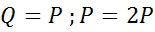 Q = P ; P = 2P